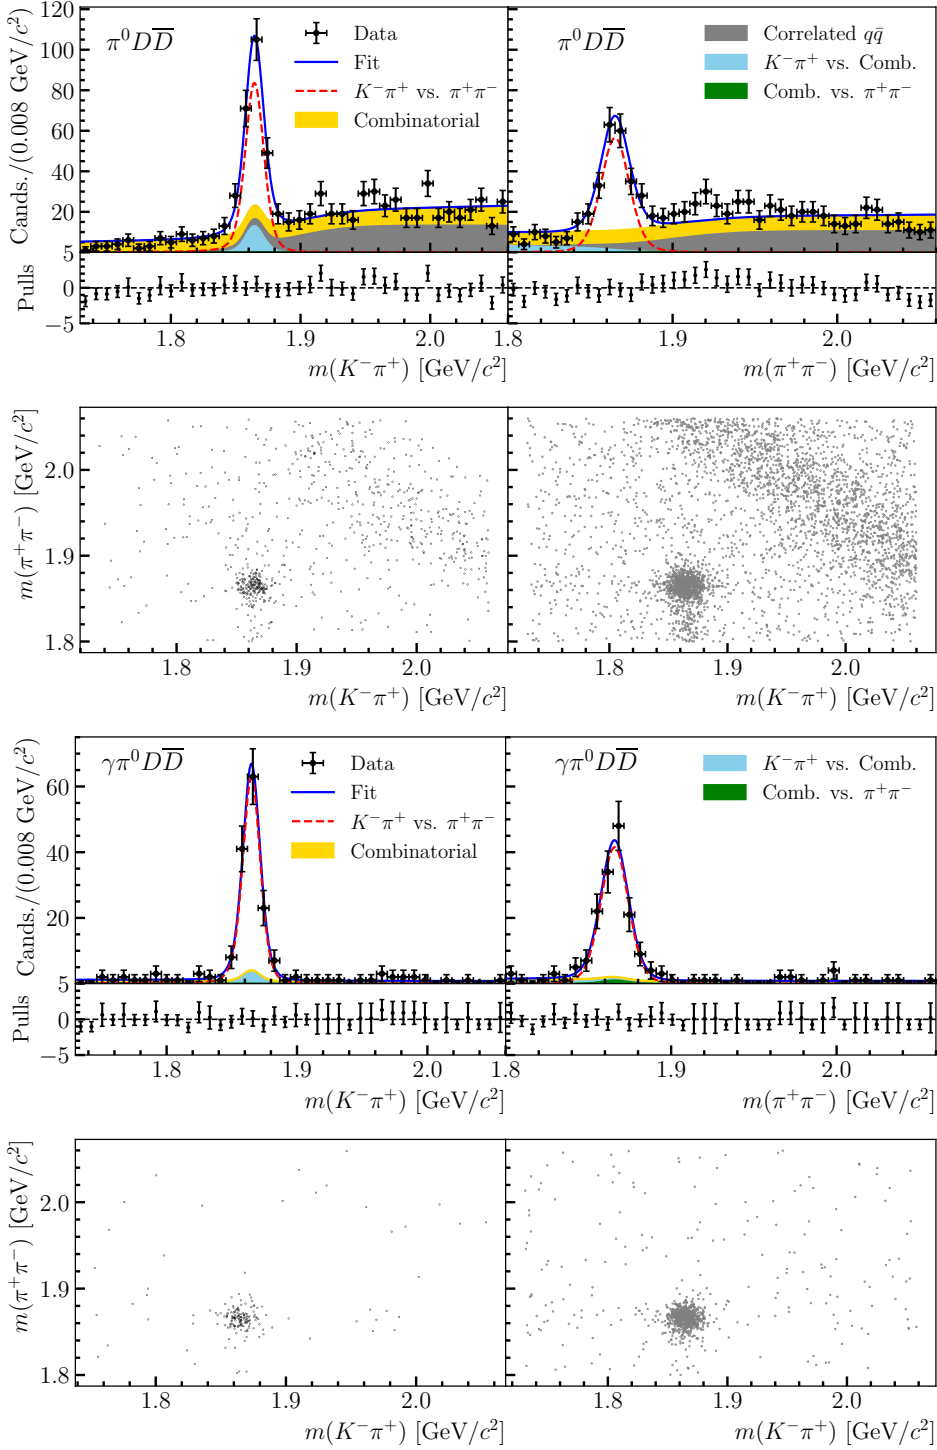 π⁰DD̅
Data
Fit
K⁻π⁺ vs. π⁺π⁻
Combinatorial
π⁰DD̅
Correlated qq̄
K⁻π⁺ vs. Comb.
Comb. vs. π⁺π⁻
Cands./(0.008 GeV/c²)
120
100
80
60
40
20
Pulls
5
0
−5
1.8 1.9 2.0 1.8 1.9 2.0
m(K⁻π⁺) [GeV/c²] m(π⁺π⁻) [GeV/c²]
m(π⁺π⁻) [GeV/c²]
2.0
1.9
1.8
1.8 1.9 2.0 1.8 1.9 2.0
m(K⁻π⁺) [GeV/c²] m(K⁻π⁺) [GeV/c²]
γπ⁰DD̅
Data
Fit
K⁻π⁺ vs. π⁺π⁻
Combinatorial
γπ⁰DD̅
K⁻π⁺ vs. Comb.
Comb. vs. π⁺π⁻
Cands./(0.008 GeV/c²)
60
40
20
Pulls
5
0
−5
1.8 1.9 2.0 1.8 1.9 2.0
m(K⁻π⁺) [GeV/c²] m(π⁺π⁻) [GeV/c²]
m(π⁺π⁻) [GeV/c²]
2.0
1.9
1.8
1.8 1.9 2.0 1.8 1.9 2.0
m(K⁻π⁺) [GeV/c²] m(K⁻π⁺) [GeV/c²]